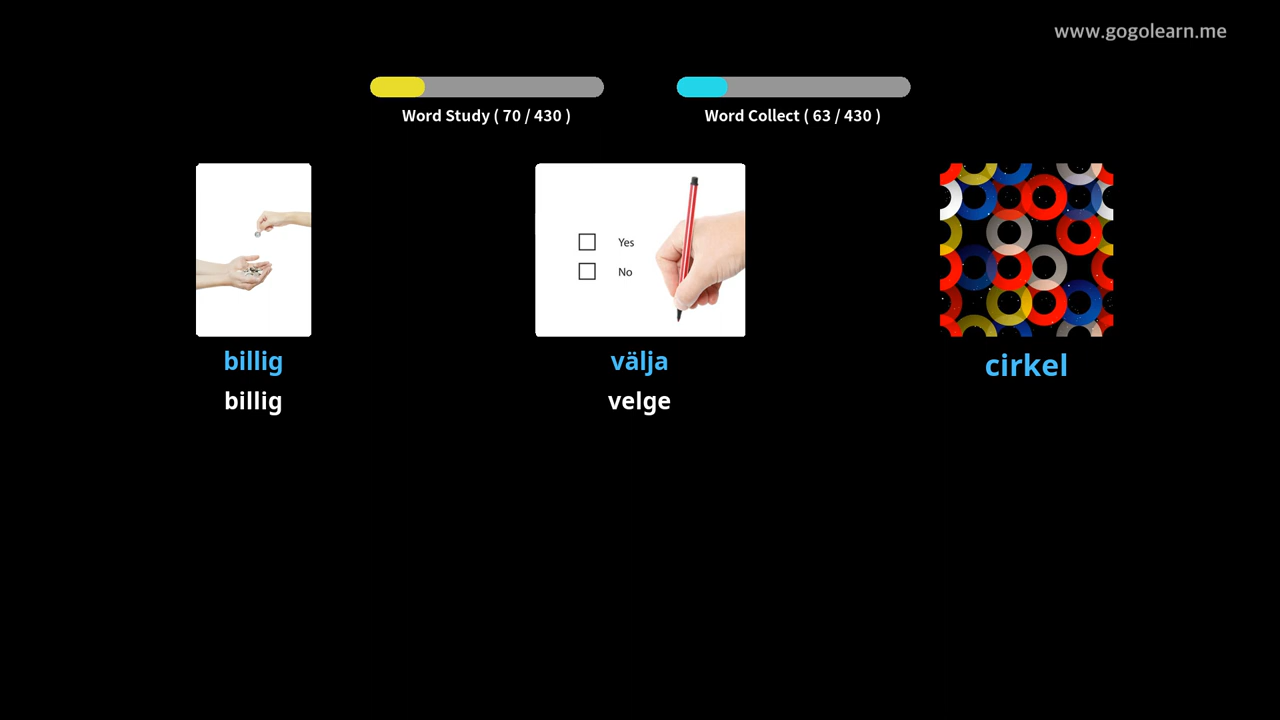 www.gogolearn.me
Word Study ( 70 / 430 )
Word Collect ( 63 / 430 )
Yes
No
billig
billig
välja
velge
cirkel